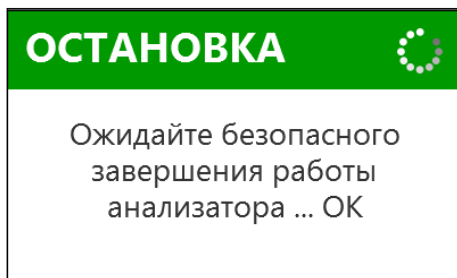 ОСТАНОВКА
Ожидайте безопасного
завершения работы
анализатора ... ОК